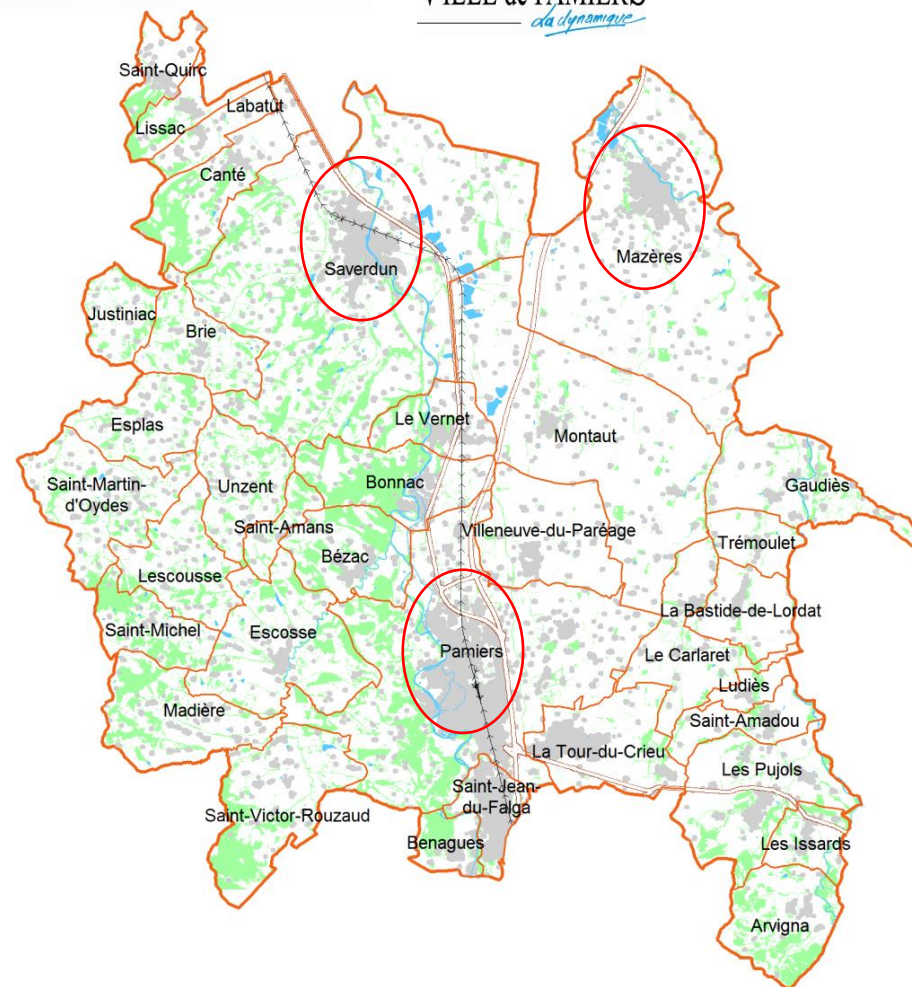 VILLE de PAMIERS
La dynamique
Saint-Quirc
Labatut
Lissac
Canté
Saverdun
Mazères
Justiniac
Brie
Esplas
Le Vernet
Montaut
Saint-Martin-
d'Oydes
Unzent
Bonnac
Gaudiès
Saint-Amans
Villeneuve-du-Paréage
Trémoulet
Bézac
Lescousse
La Bastide-de-Lordat
Saint-Michel
Escosse
Pamiers
Le Carlaret
Ludiès
Madière
Saint-Amadou
La Tour-du-Crieu
Les Pujols
Saint-Jean-
du-Falga
Saint-Victor-Rouzaud
Benagues
Les Issards
Arvigna